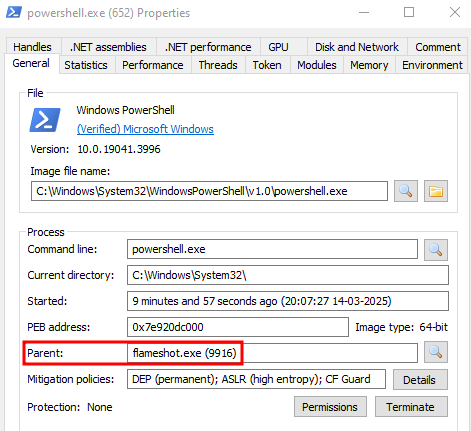 powershell.exe (652) Properties
Handles .NET assemblies .NET performance GPU Disk and Network Comment
General Statistics Performance Threads Token Modules Memory Environment
File
Windows PowerShell
(Verified) Microsoft Windows
Version: 10.0.19041.3996
Image file name:
C:\Windows\System32\WindowsPowerShell\v1.0\powershell.exe
Process
Command line: powershell.exe
Current directory: C:\Windows\System32\
Started: 9 minutes and 57 seconds ago (20:07:27 14-03-2025)
PEB address: 0x7e920dc000 Image type: 64-bit
Parent: flameshot.exe (9916)
Mitigation policies: DEP (permanent); ASLR (high entropy); CF Guard Details
Protection: None Permissions Terminate